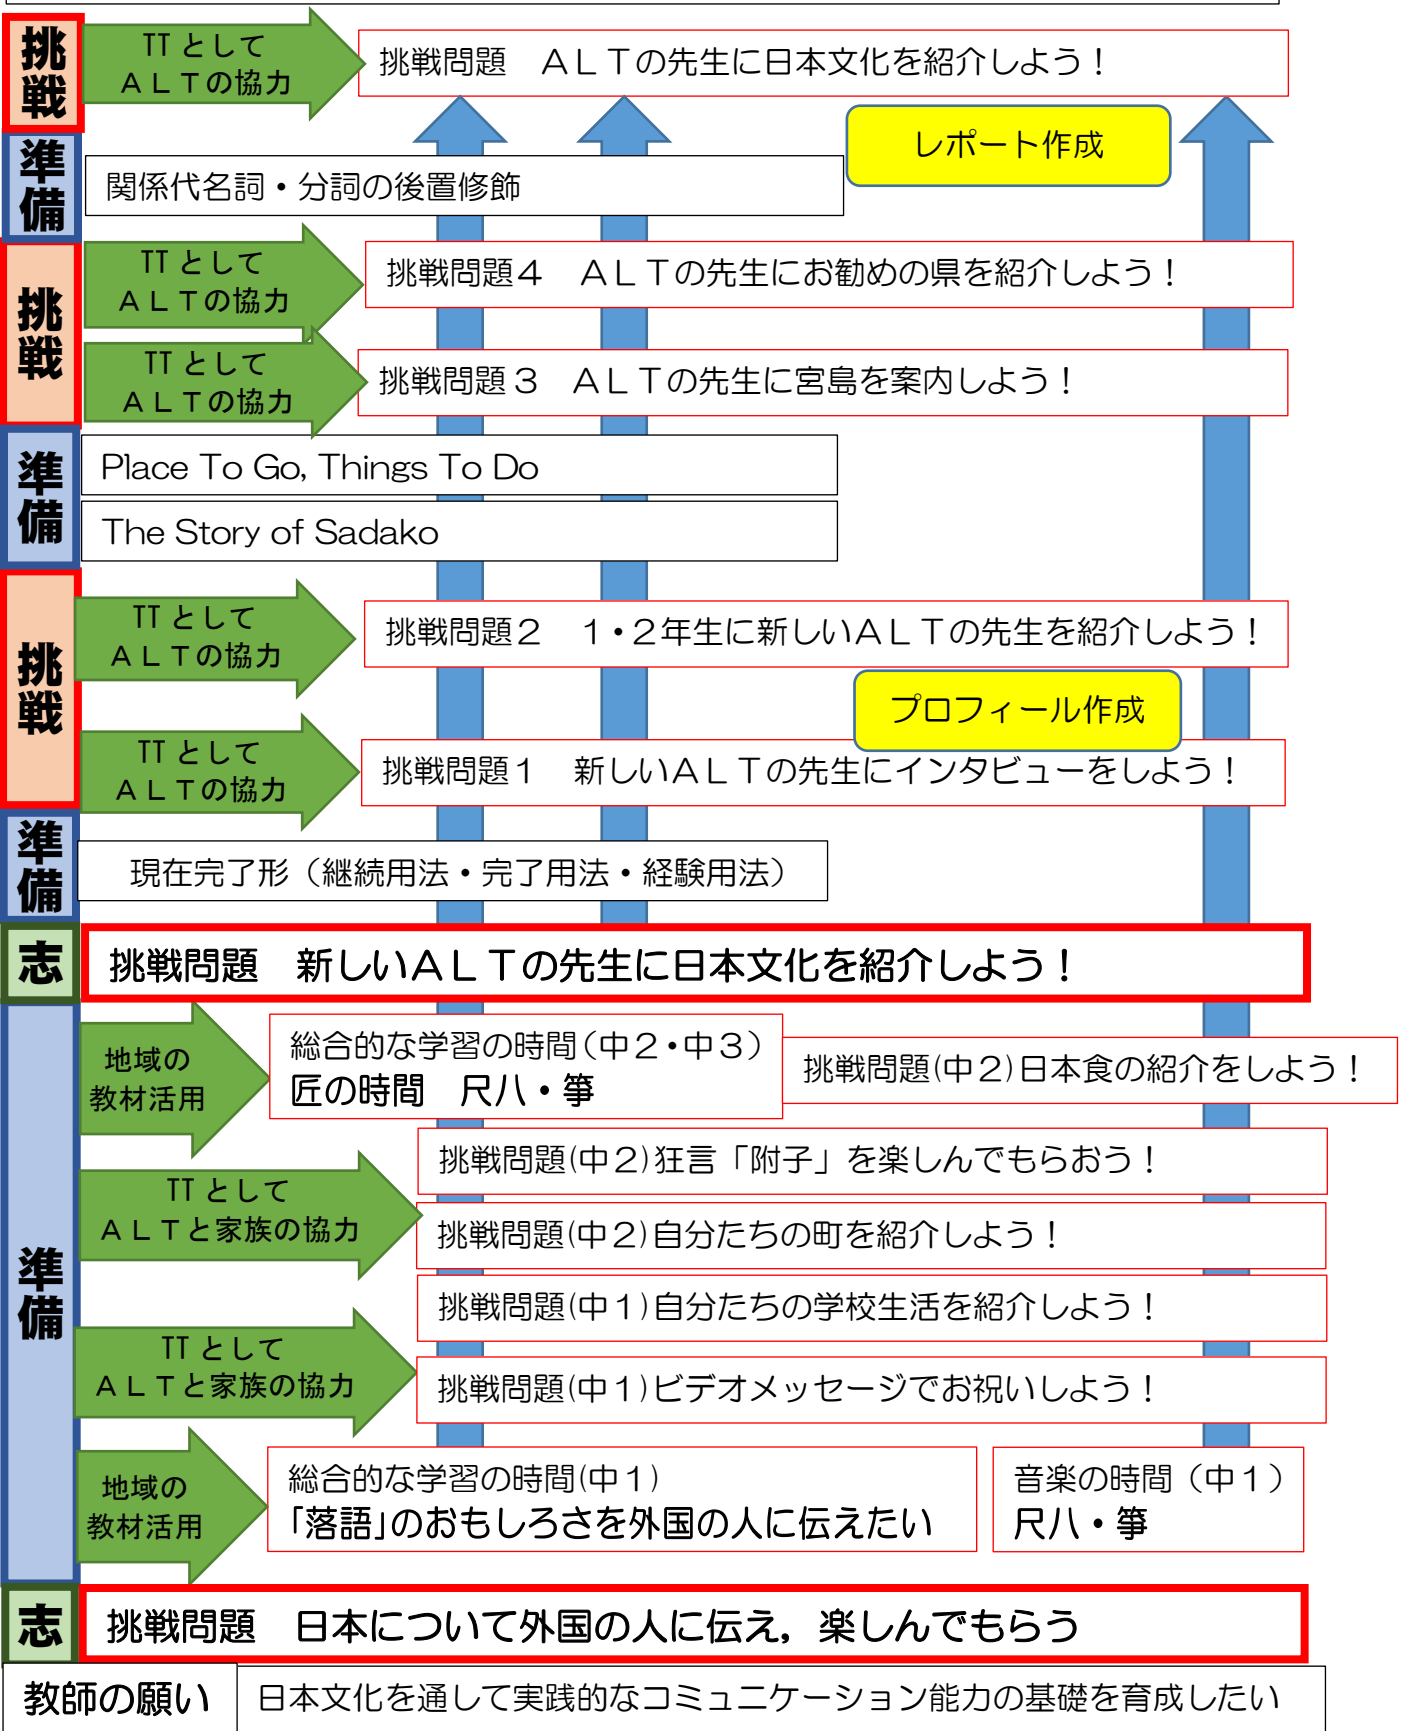 挑戦
TTとして
ALTの協力
挑戦問題　ALTの先生に日本文化を紹介しよう！
準備
レポート作成
関係代名詞・分詞の後置修飾
挑戦
TTとして
ALTの協力
挑戦問題4　ALTの先生にお勧めの県を紹介しよう！
TTとして
ALTの協力
挑戦問題3　ALTの先生に宮島を案内しよう！
準備
Place To Go, Things To Do
The Story of Sadako
挑戦
TTとして
ALTの協力
挑戦問題2　1・2年生に新しいALTの先生を紹介しよう！
プロフィール作成
TTとして
ALTの協力
挑戦問題1　新しいALTの先生にインタビューをしよう！
準備
現在完了形（継続用法・完了用法・経験用法）
志
挑戦問題　新しいALTの先生に日本文化を紹介しよう！
準備
地域の
教材活用
総合的な学習の時間(中2・中3)
匠の時間　尺八・箏
挑戦問題(中2)日本食の紹介をしよう！
挑戦問題(中2)狂言「附子」を楽しんでもらおう！
TTとして
ALTと家族の協力
挑戦問題(中2)自分たちの町を紹介しよう！
挑戦問題(中1)自分たちの学校生活を紹介しよう！
TTとして
ALTと家族の協力
挑戦問題(中1)ビデオメッセージでお祝いしよう！
地域の
教材活用
総合的な学習の時間(中1)
「落語」のおもしろさを外国の人に伝えたい
音楽の時間（中1）
尺八・箏
志
挑戦問題　日本について外国の人に伝え，楽しんでもらう
教師の願い
日本文化を通して実践的なコミュニケーション能力の基礎を育成したい